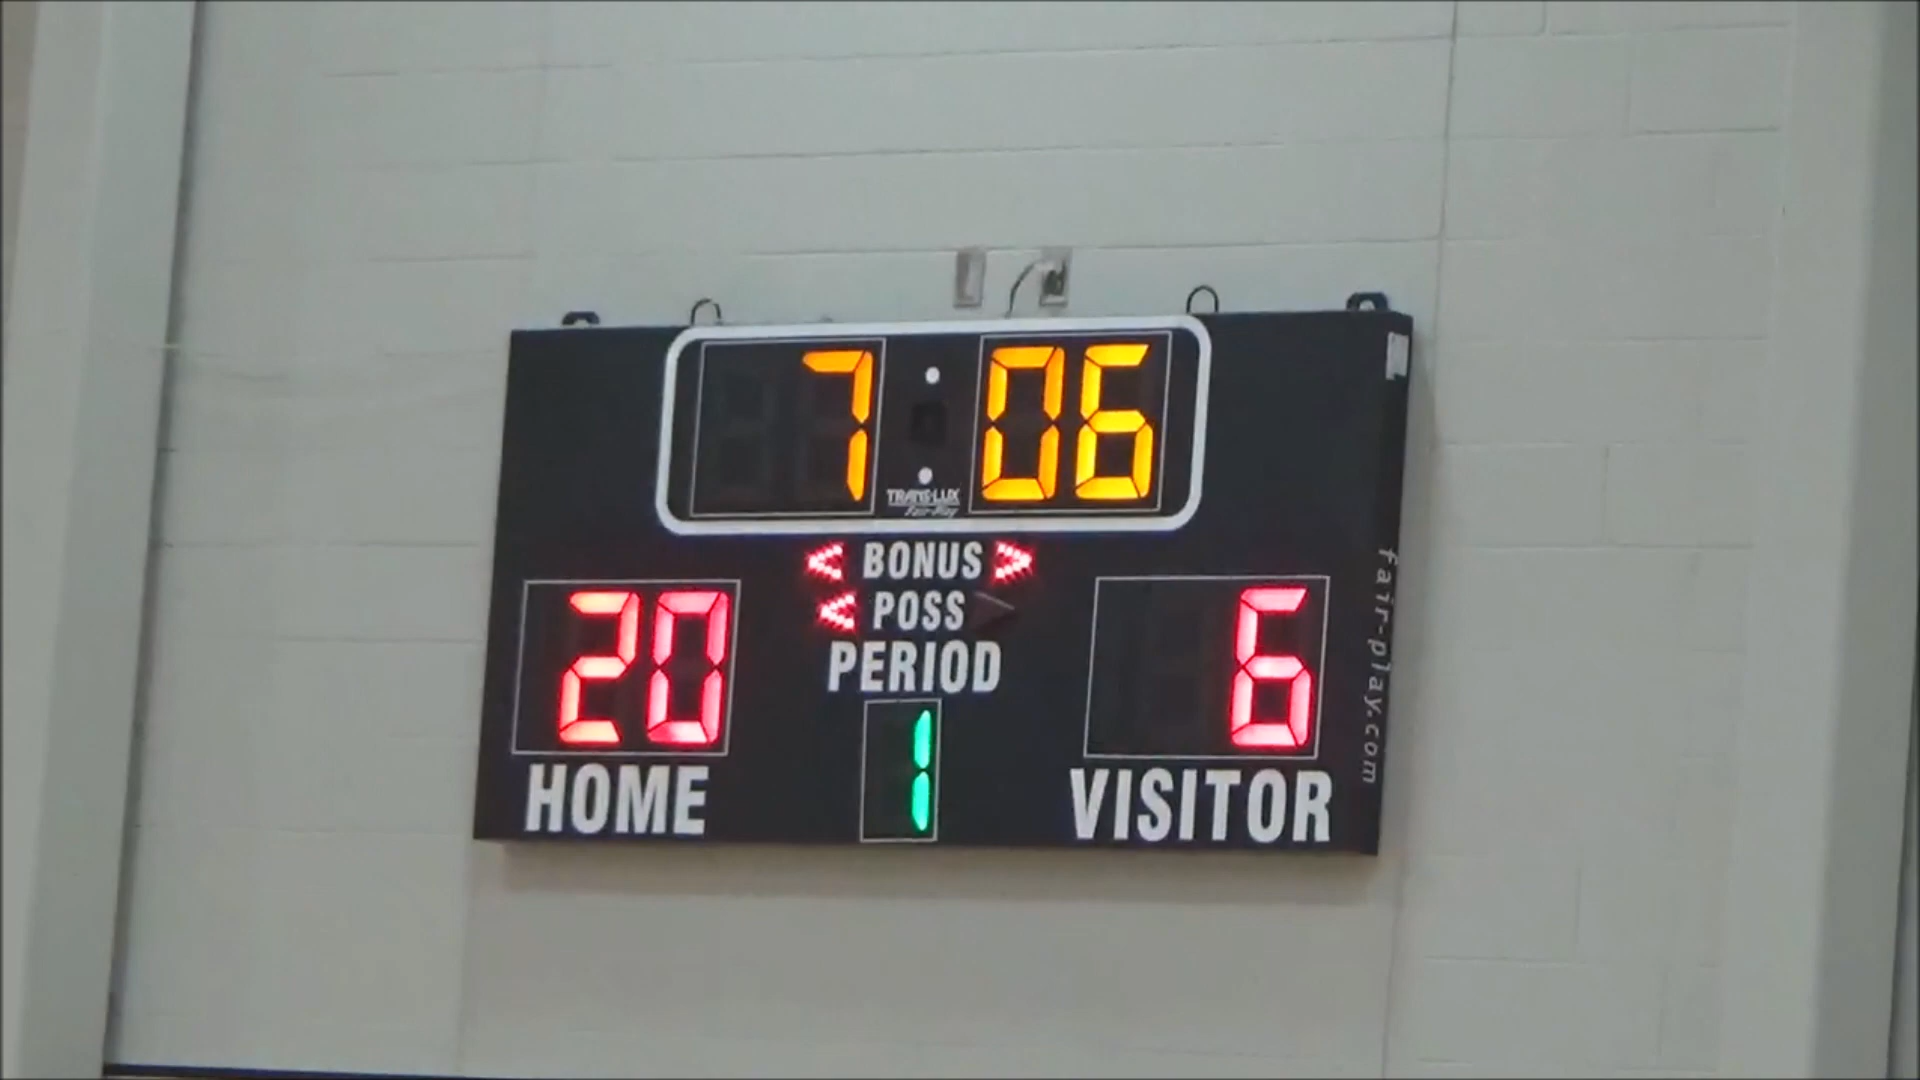 7:06
TRANS-LUX
Fair-Play
BONUS
POSS
PERIOD
20
1
6
HOME
VISITOR
fair-play.com